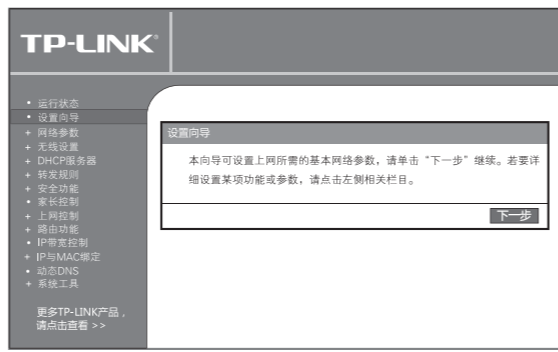 TP-LINK®
• 运行状态
• 设置向导
+ 网络参数
+ 无线设置
+ DHCP服务器
+ 转发规则
+ 安全功能
• 家长控制
+ 上网控制
+ 路由功能
• IP带宽控制
+ IP与MAC绑定
• 动态DNS
+ 系统工具
更多TP-LINK产品，
请点击查看 >>
设置向导
本向导可设置上网所需的基本网络参数，请单击“下一步”继续。若要详
细设置某项功能或参数，请点击左侧相关栏目。
下一步